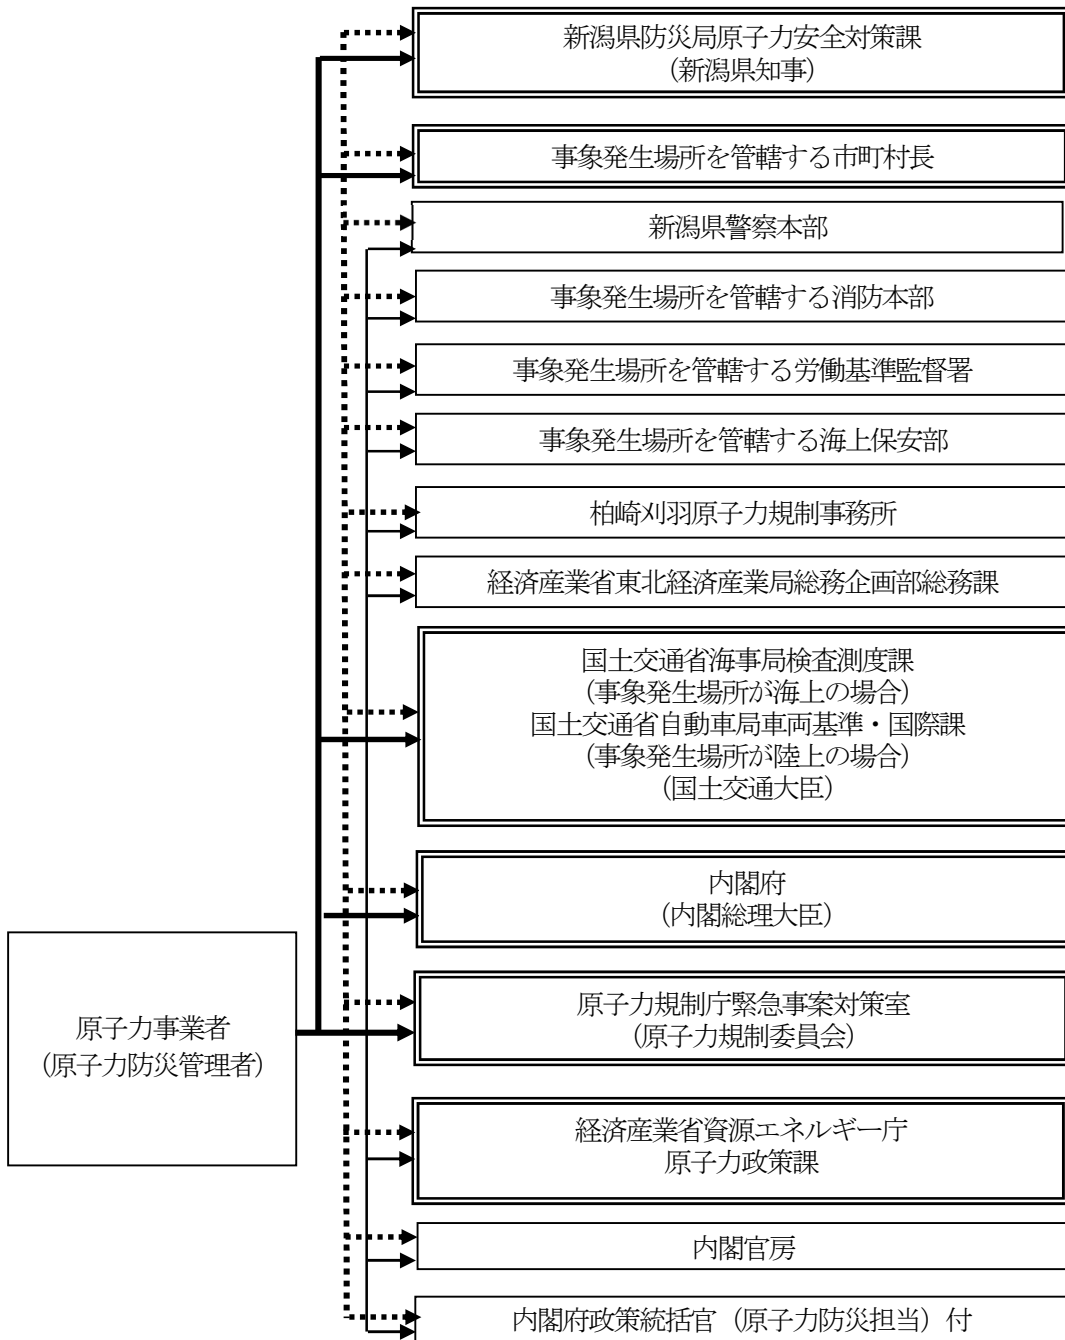 新潟県防災局原子力安全対策課
(新潟県知事)
事象発生場所を管轄する市町村長
新潟県警察本部
事象発生場所を管轄する消防本部
事象発生場所を管轄する労働基準監督署
事象発生場所を管轄する海上保安部
柏崎刈羽原子力規制事務所
経済産業省東北経済産業局総務企画部総務課
国土交通省海事局検査測度課
(事象発生場所が海上の場合)
国土交通省自動車局車両基準・国際課
(事象発生場所が陸上の場合)
(国土交通大臣)
内閣府
(内閣総理大臣)
原子力事業者
(原子力防災管理者)
原子力規制庁緊急事案対策室
(原子力規制委員会)
経済産業省資源エネルギー庁
原子力政策課
内閣官房
内閣府政策統括官(原子力防災担当)付